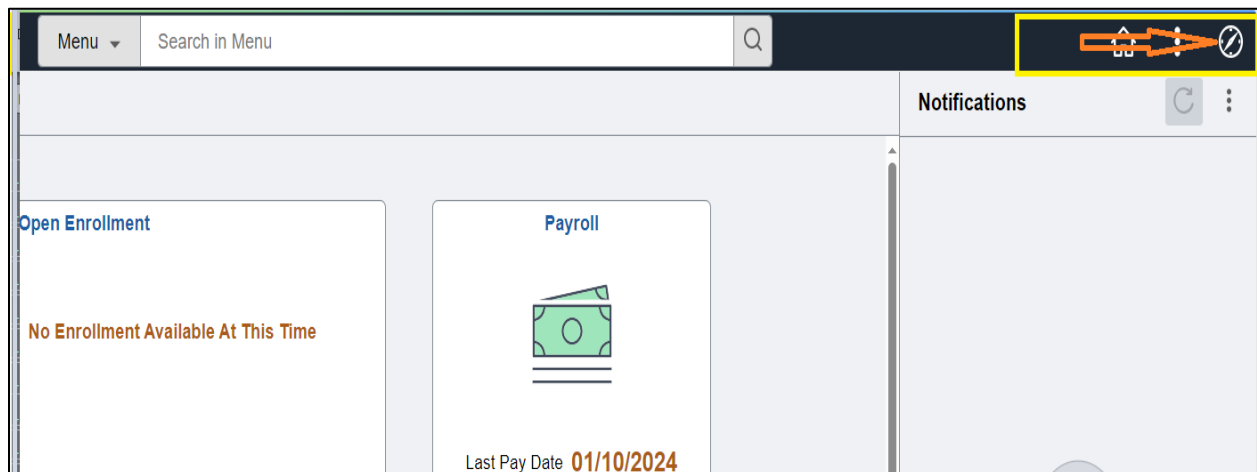 Menu Search in Menu
Notifications
Open Enrollment
Payroll
No Enrollment Available At This Time
Last Pay Date 01/10/2024